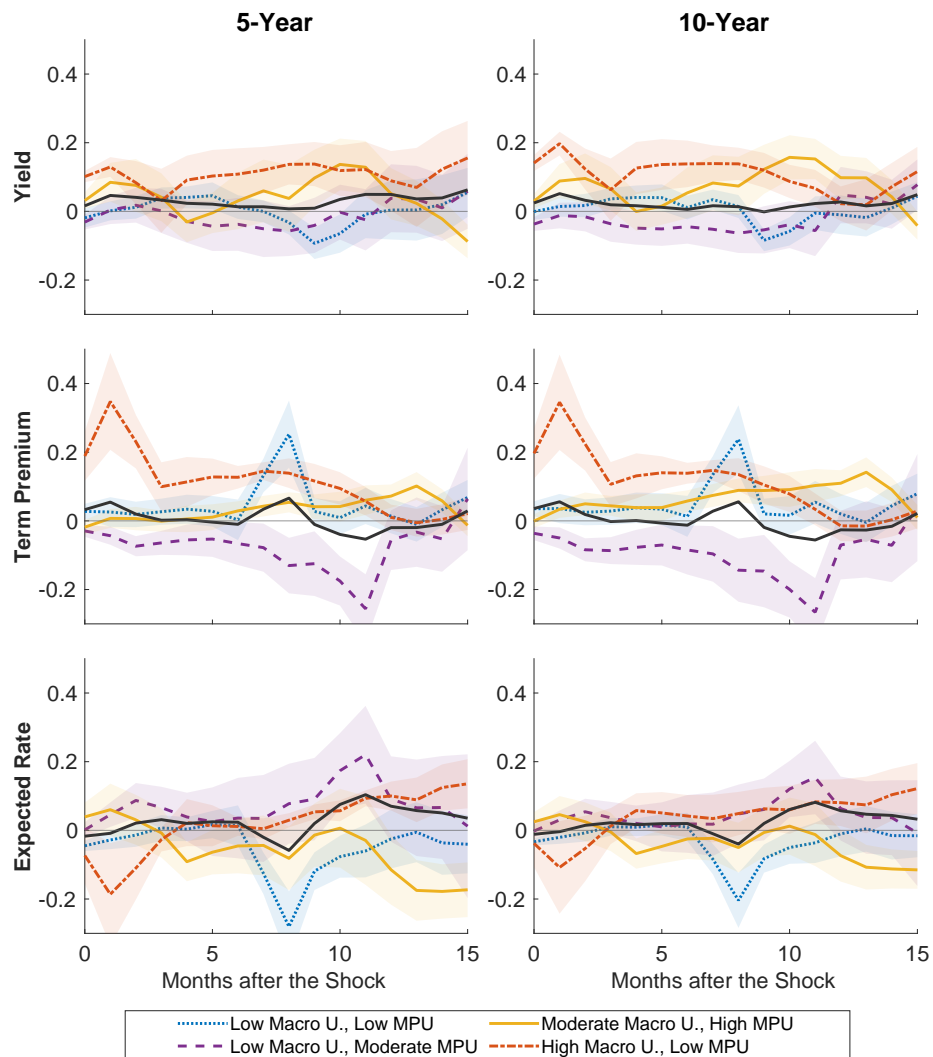 5-Year
10-Year
Yield
0.4
0.2
0
-0.2
0.4
0.2
0
-0.2
Term Premium
0.4
0.2
0
-0.2
0.4
0.2
0
-0.2
Expected Rate
0.4
0.2
0
-0.2
0.4
0.2
0
-0.2
0 5 10 15
0 5 10 15
Months after the Shock
Months after the Shock
Low Macro U., Low MPU
Moderate Macro U., High MPU
Low Macro U., Moderate MPU
High Macro U., Low MPU